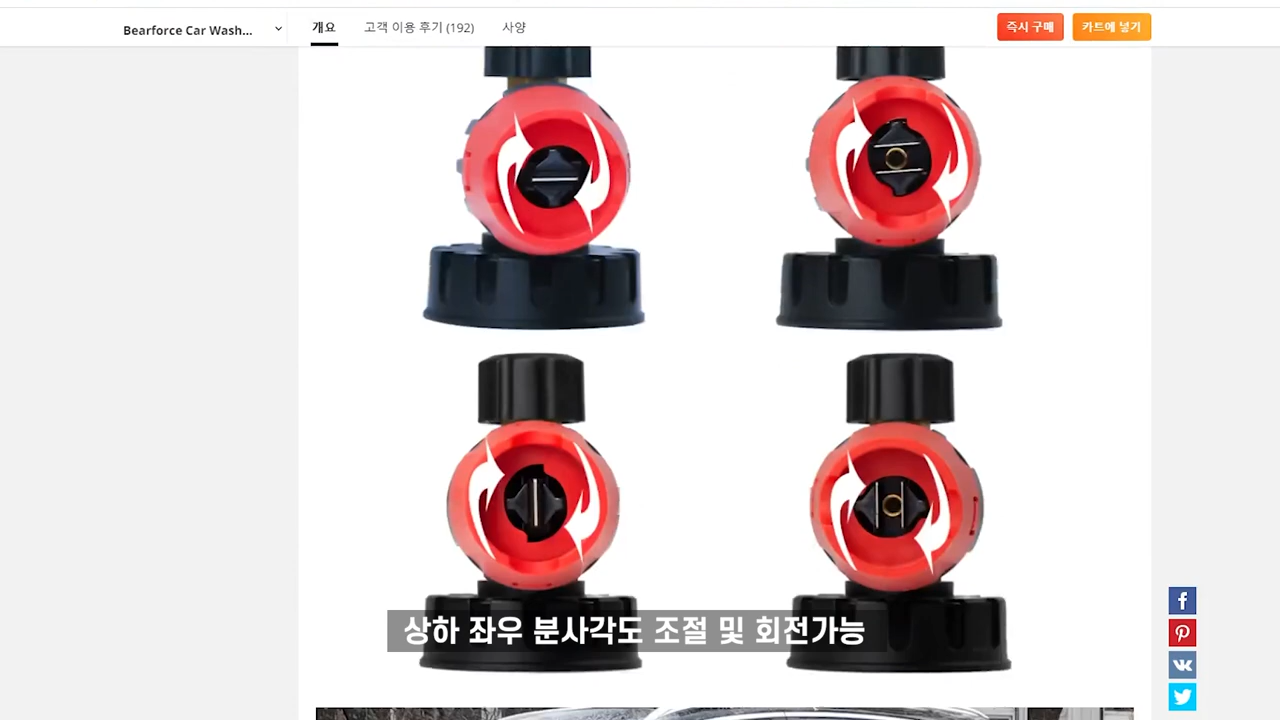 Bearforce Car Wash...
개요
고객 이용 후기 (192)
사양
즉시 구매
카트에 넣기
상하 좌우 분사각도 조절 및 회전가능